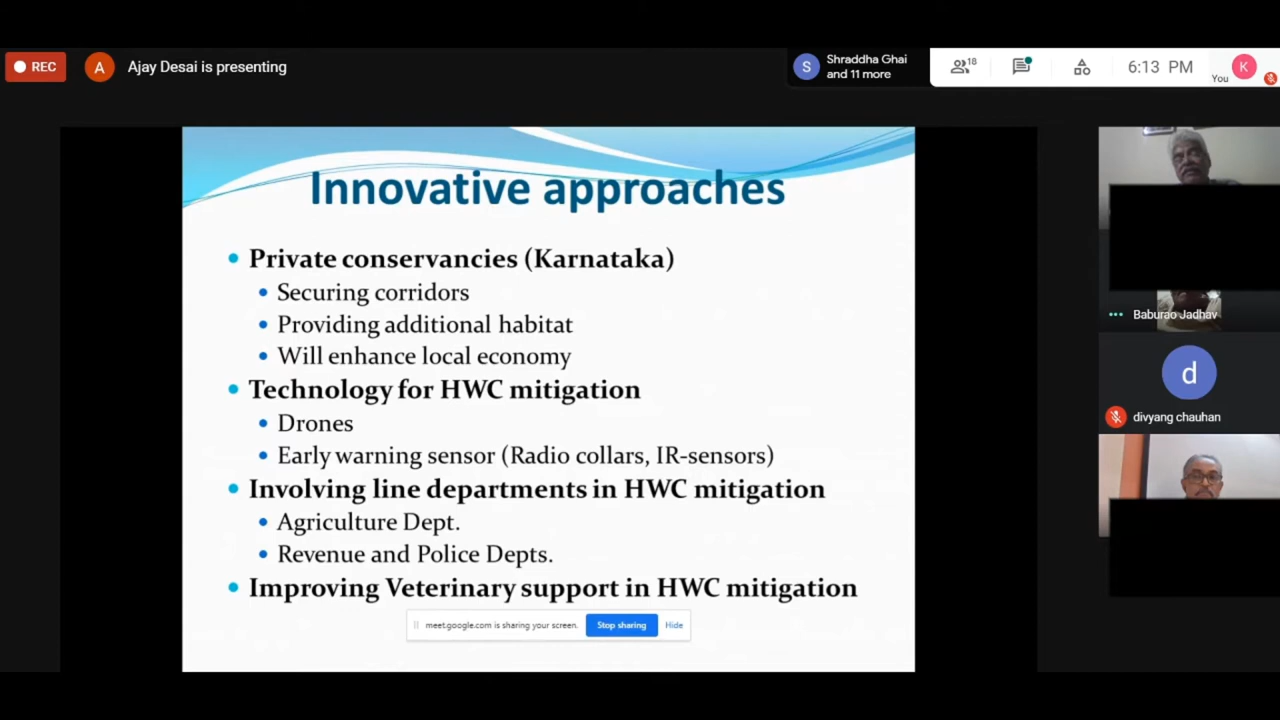 REC
A
Ajay Desai is presenting
S
Shraddha Ghai
and 11 more
18
6:13 PM
You
K
Innovative approaches
• Private conservancies (Karnataka)
• Securing corridors
• Providing additional habitat
• Will enhance local economy
• Technology for HWC mitigation
• Drones
• Early warning sensor (Radio collars, IR-sensors)
• Involving line departments in HWC mitigation
• Agriculture Dept.
• Revenue and Police Depts.
• Improving Veterinary support in HWC mitigation
meet.google.com is sharing your screen.
Stop sharing
Hide
Baburao Jadhav
d
divyang chauhan